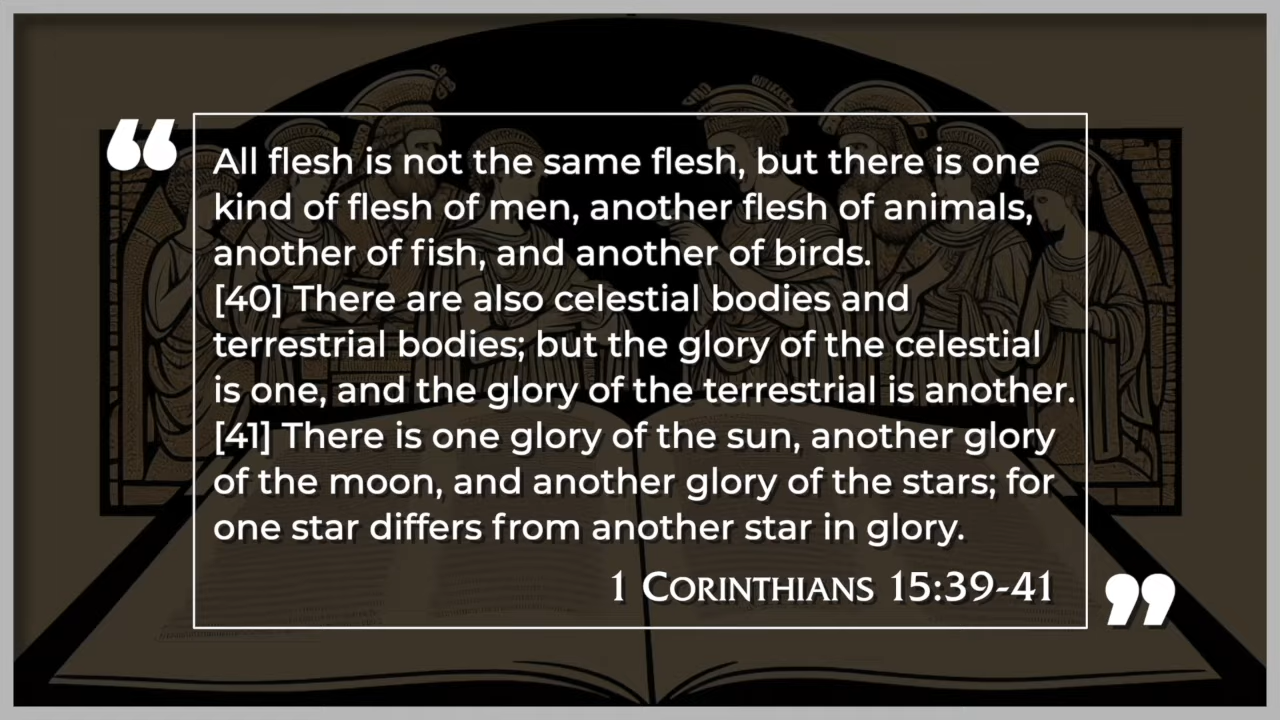 “
All flesh is not the same flesh, but there is one
kind of flesh of men, another flesh of animals,
another of fish, and another of birds.
[40] There are also celestial bodies and
terrestrial bodies; but the glory of the celestial
is one, and the glory of the terrestrial is another.
[41] There is one glory of the sun, another glory
of the moon, and another glory of the stars; for
one star differs from another star in glory.
1 Corinthians 15:39-41
”